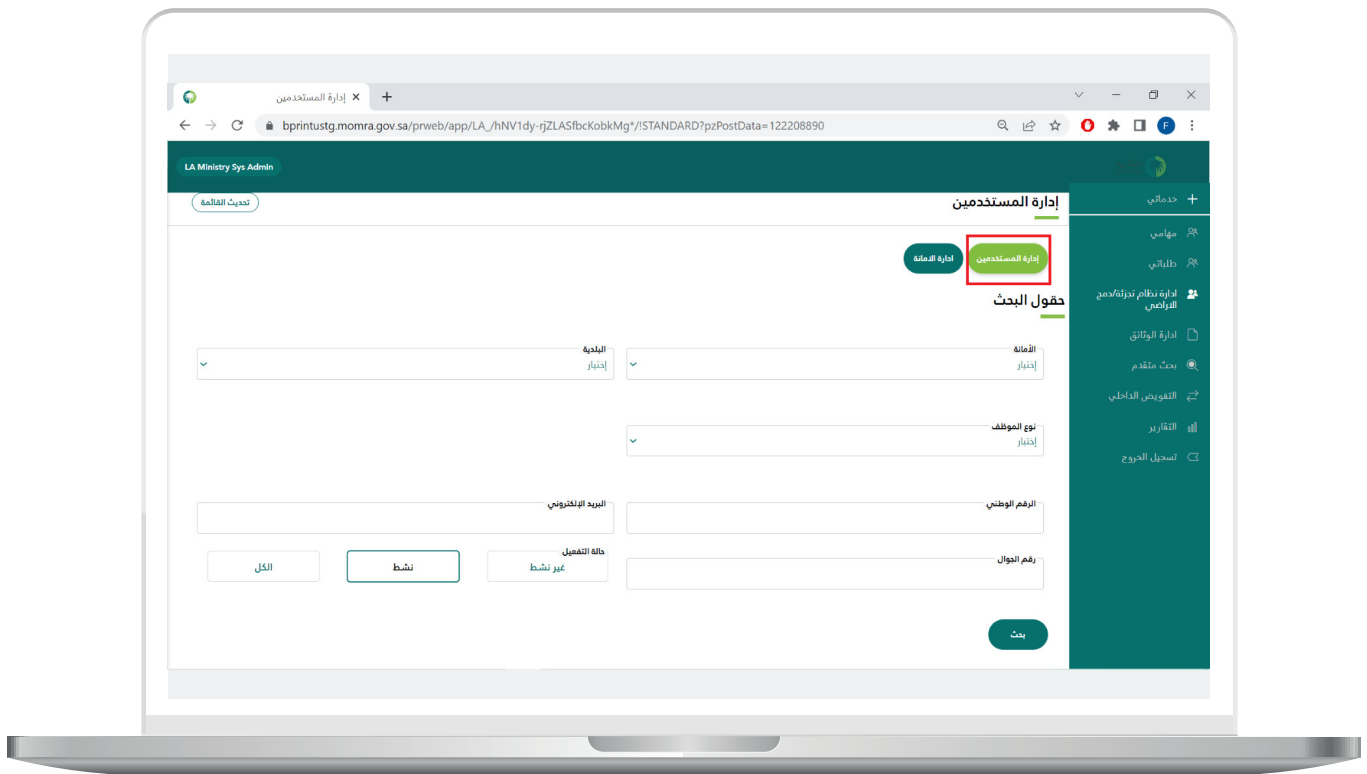 إدارة المستخدمين
bprintustg.momra.gov.sa/prweb/app/LA_/hNV1dy-rjZLASfbcKobkMg*/!STANDARD?pzPostData=122208890
F
LA Ministry Sys Admin
خدماتي
مهامي
طلباتي
ادارة نظام تجزئة/دمج
الاراضي
ادارة الوثائق
بحث متقدم
التفويض الداخلي
التقارير
تسجيل الخروج
إدارة المستخدمين
تحديث القائمة
إدارة المستخدمين
ادارة الامانة
حقول البحث
الأمانة
إختيار
البلدية
إختيار
نوع الموظف
إختيار
الرقم الوطني
البريد الإلكتروني
رقم الجوال
حالة التفعيل
غير نشط
نشط
الكل
بحث